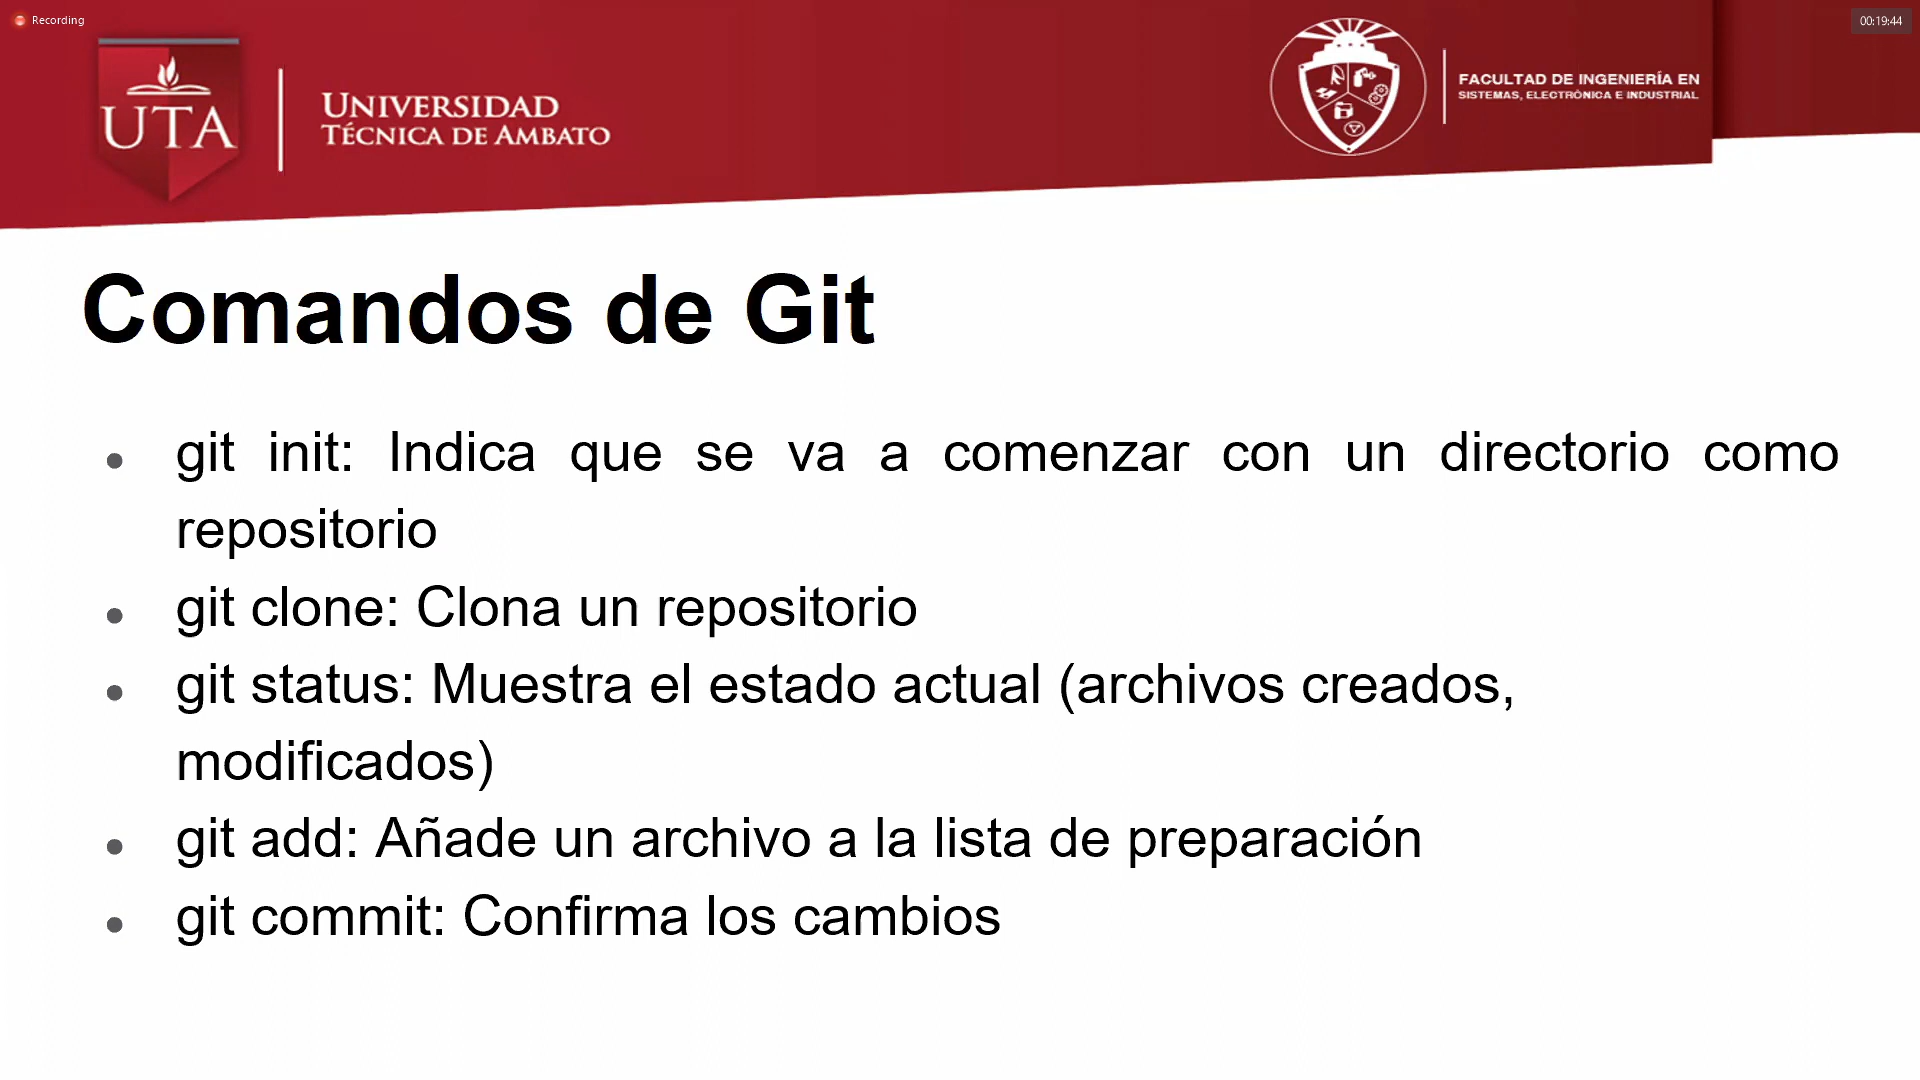 Recording
00:19:44
UTA
UNIVERSIDAD
TÉCNICA DE AMBATO
FACULTAD DE INGENIERÍA EN
SISTEMAS, ELECTRÓNICA E INDUSTRIAL
Comandos de Git
● git init: Indica que se va a comenzar con un directorio como
repositorio
● git clone: Clona un repositorio
● git status: Muestra el estado actual (archivos creados,
modificados)
● git add: Añade un archivo a la lista de preparación
● git commit: Confirma los cambios